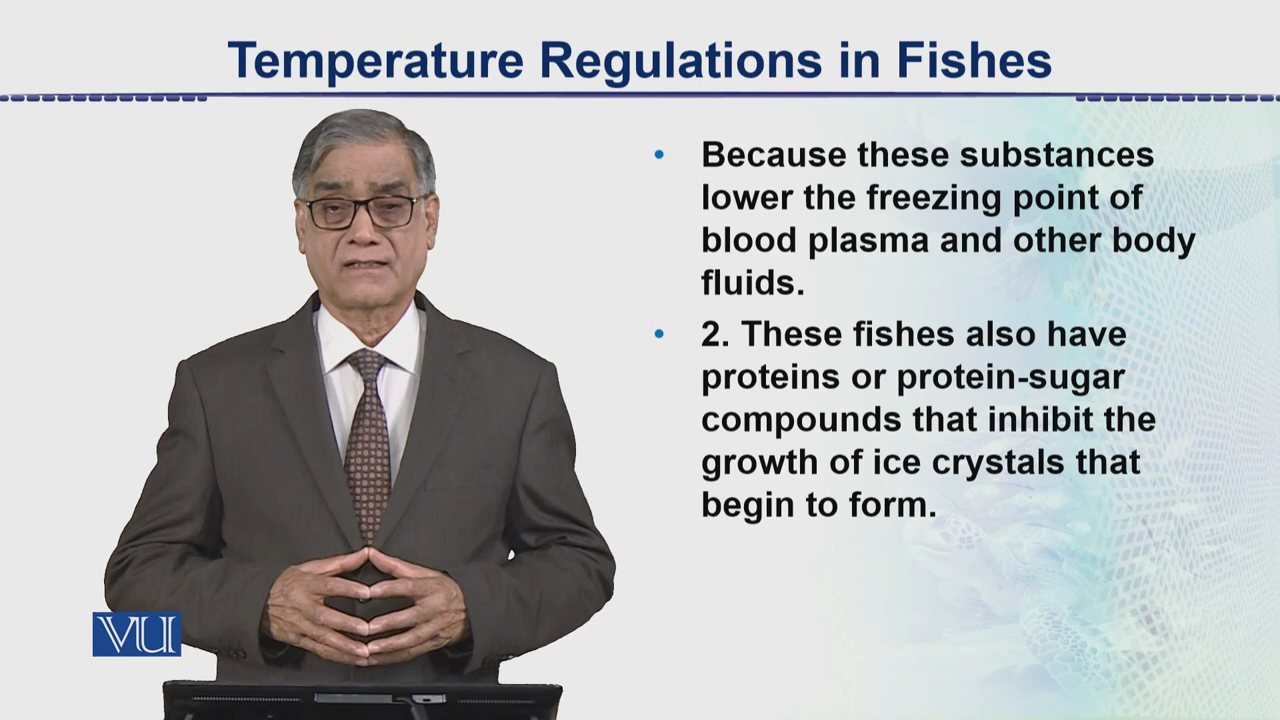 Temperature Regulations in Fishes
• Because these substances
lower the freezing point of
blood plasma and other body
fluids.
• 2. These fishes also have
proteins or protein-sugar
compounds that inhibit the
growth of ice crystals that
begin to form.
VU